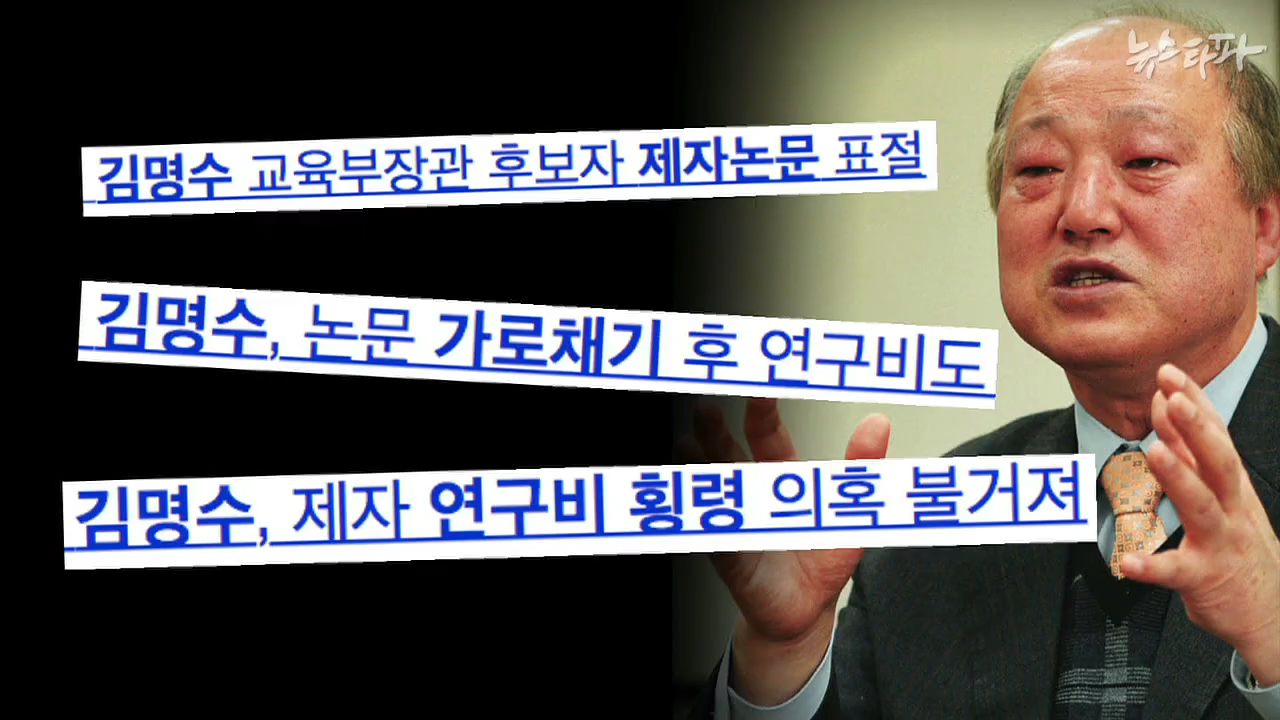 뉴스타파
김명수 교육부장관 후보자 제자논문 표절
김명수, 논문 가로채기 후 연구비도
김명수, 제자 연구비 횡령 의혹 불거져